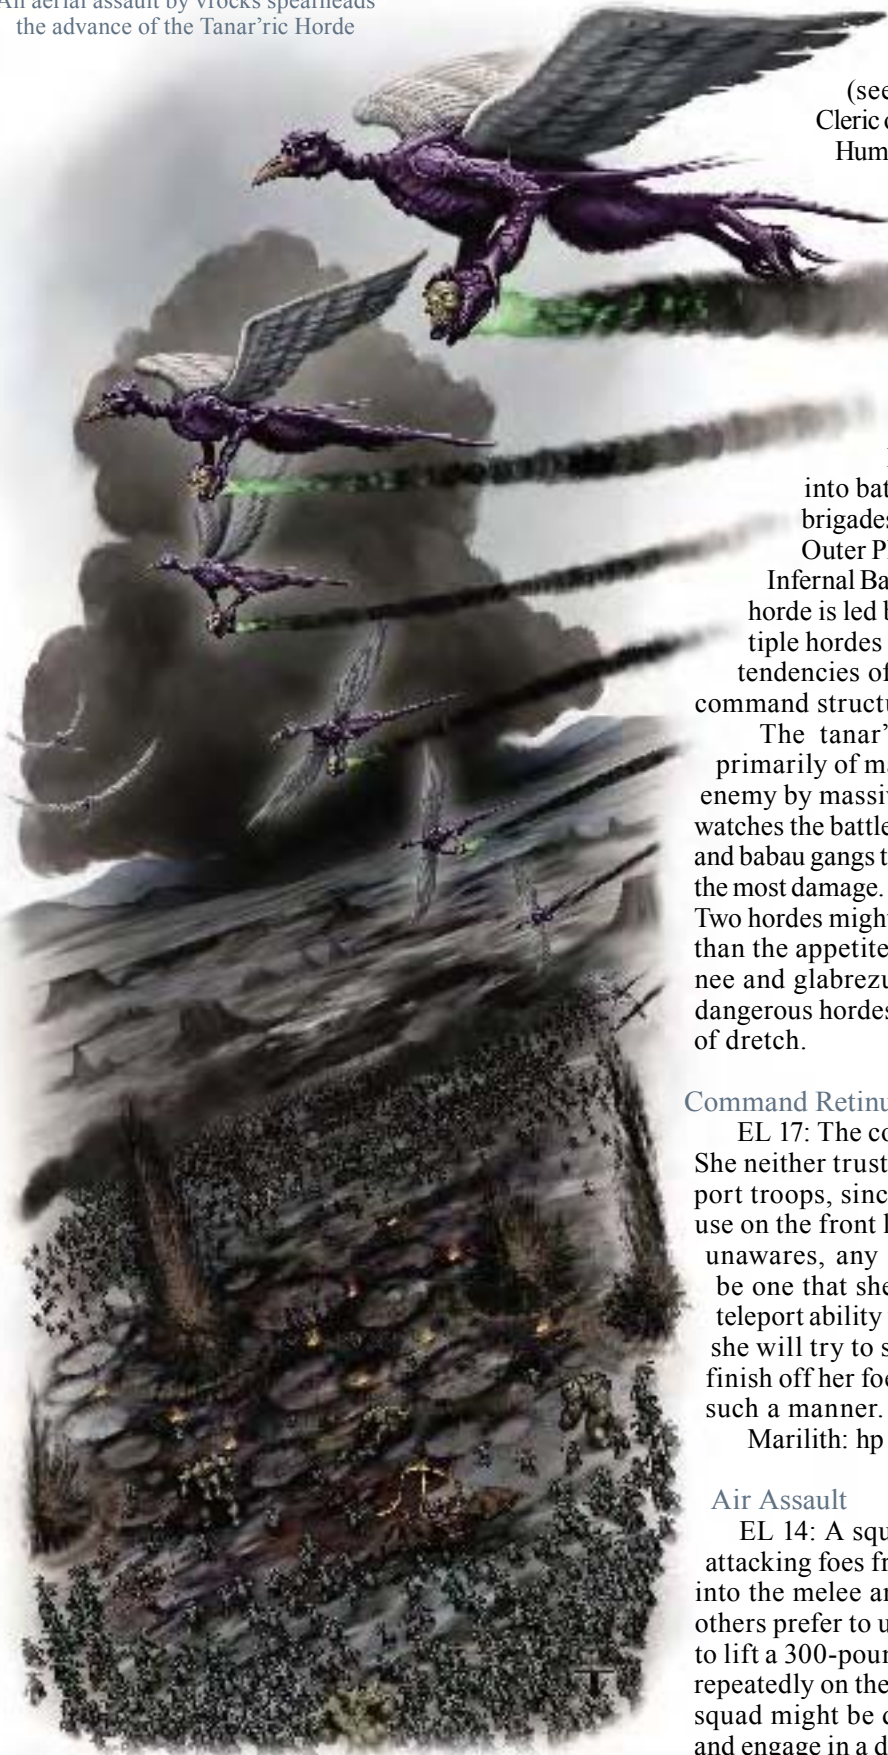 An aerial assault by vrocks spearheads
the advance of the Tanar'ric Horde
(see
Cleric
Hum
into bat
brigades
Outer Pl
Infernal Ba
horde is led b
tiple hordes
tendencies of
command structu
The tanar'
primarily of ma
enemy by massiv
watches the battle
and babau gangs t
the most damage.
Two hordes might
than the appetite
nee and glabrezu
dangerous hordes
of dretch.
Command Retinu
EL 17: The co
She neither trust
port troops, sinc
use on the front l
unawares, any
be one that she
teleport ability
she will try to s
finish off her foe
such a manner.
Marilith: hp
Air Assault
EL 14: A squ
attacking foes fr
into the melee an
others prefer to u
to lift a 300-poun
repeatedly on the
squad might be d
and engage in a d